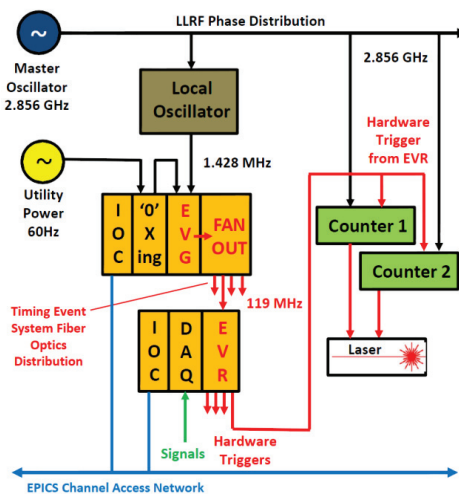 LLRF Phase Distribution
~
Master
Oscillator
2.856 GHz
2.856 GHz
Local
Oscillator
Hardware
Trigger
from EVR
~
1.428 MHz
Utility
Power
60Hz
I
O
C
'0'
X
ing
E
V
G
FAN
OUT
Counter 1
Counter 2
Timing Event
System Fiber
Optics
Distribution
119 MHz
I
O
C
D
A
Q
E
V
R
Laser
Signals
Hardware
Triggers
EPICS Channel Access Network